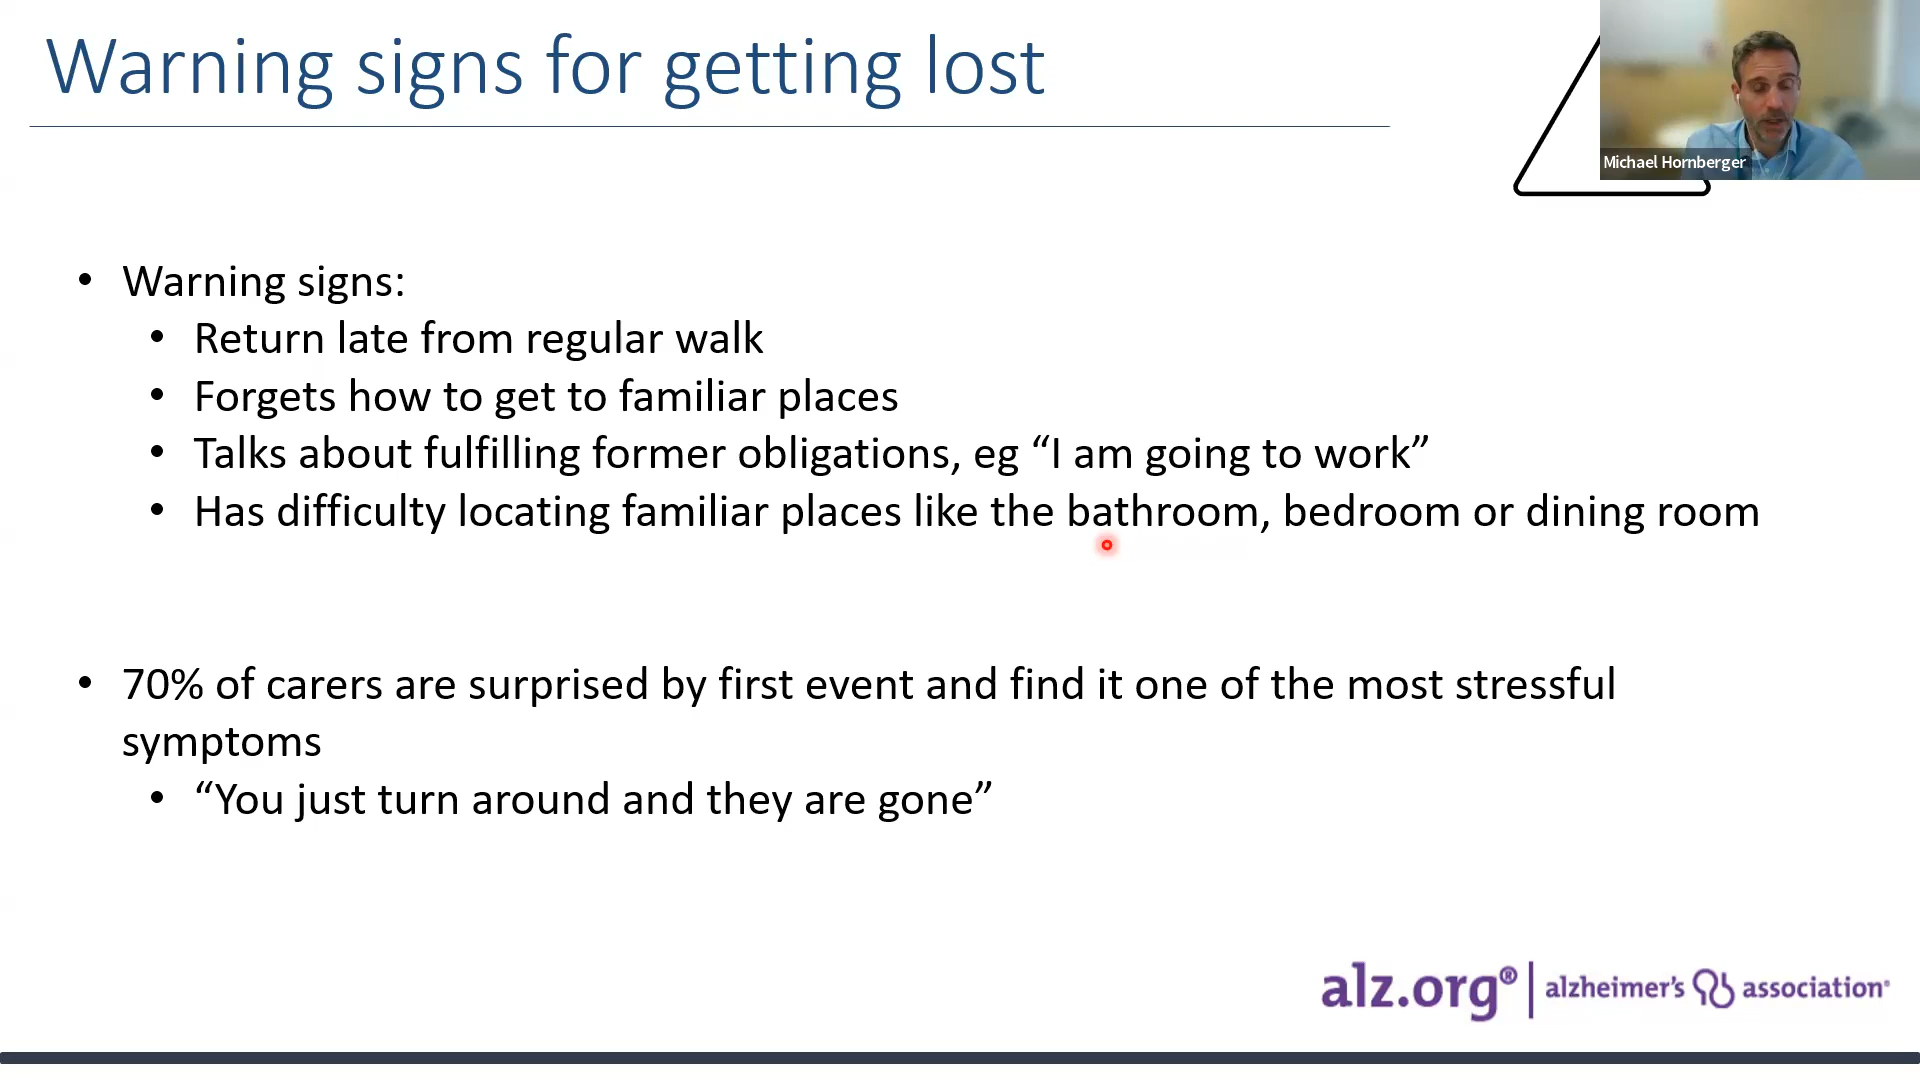 Warning signs for getting lost
Michael Hornberger
• Warning signs:
• Return late from regular walk
• Forgets how to get to familiar places
• Talks about fulfilling former obligations, eg “I am going to work”
• Has difficulty locating familiar places like the bathroom, bedroom or dining room
• 70% of carers are surprised by first event and find it one of the most stressful
symptoms
• “You just turn around and they are gone”
alz.org® | alzheimer's association®